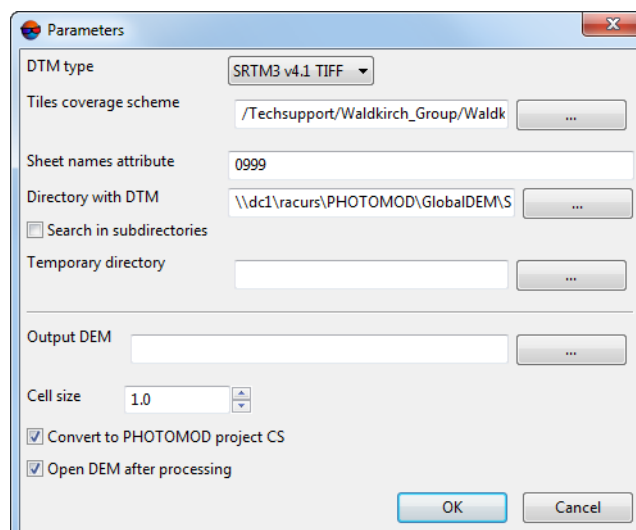 Parameters
DTM type
SRTM3 v4.1 TIFF
Tiles coverage scheme
/Techsupport/Waldkirch_Group/Waldk
...
Sheet names attribute
0999
Directory with DTM
\\dc1\racurs\PHOTOMOD\GlobalDEM\S
...
Search in subdirectories
Temporary directory
...
Output DEM
...
Cell size
1.0
Convert to PHOTOMOD project CS
Open DEM after processing
OK
Cancel